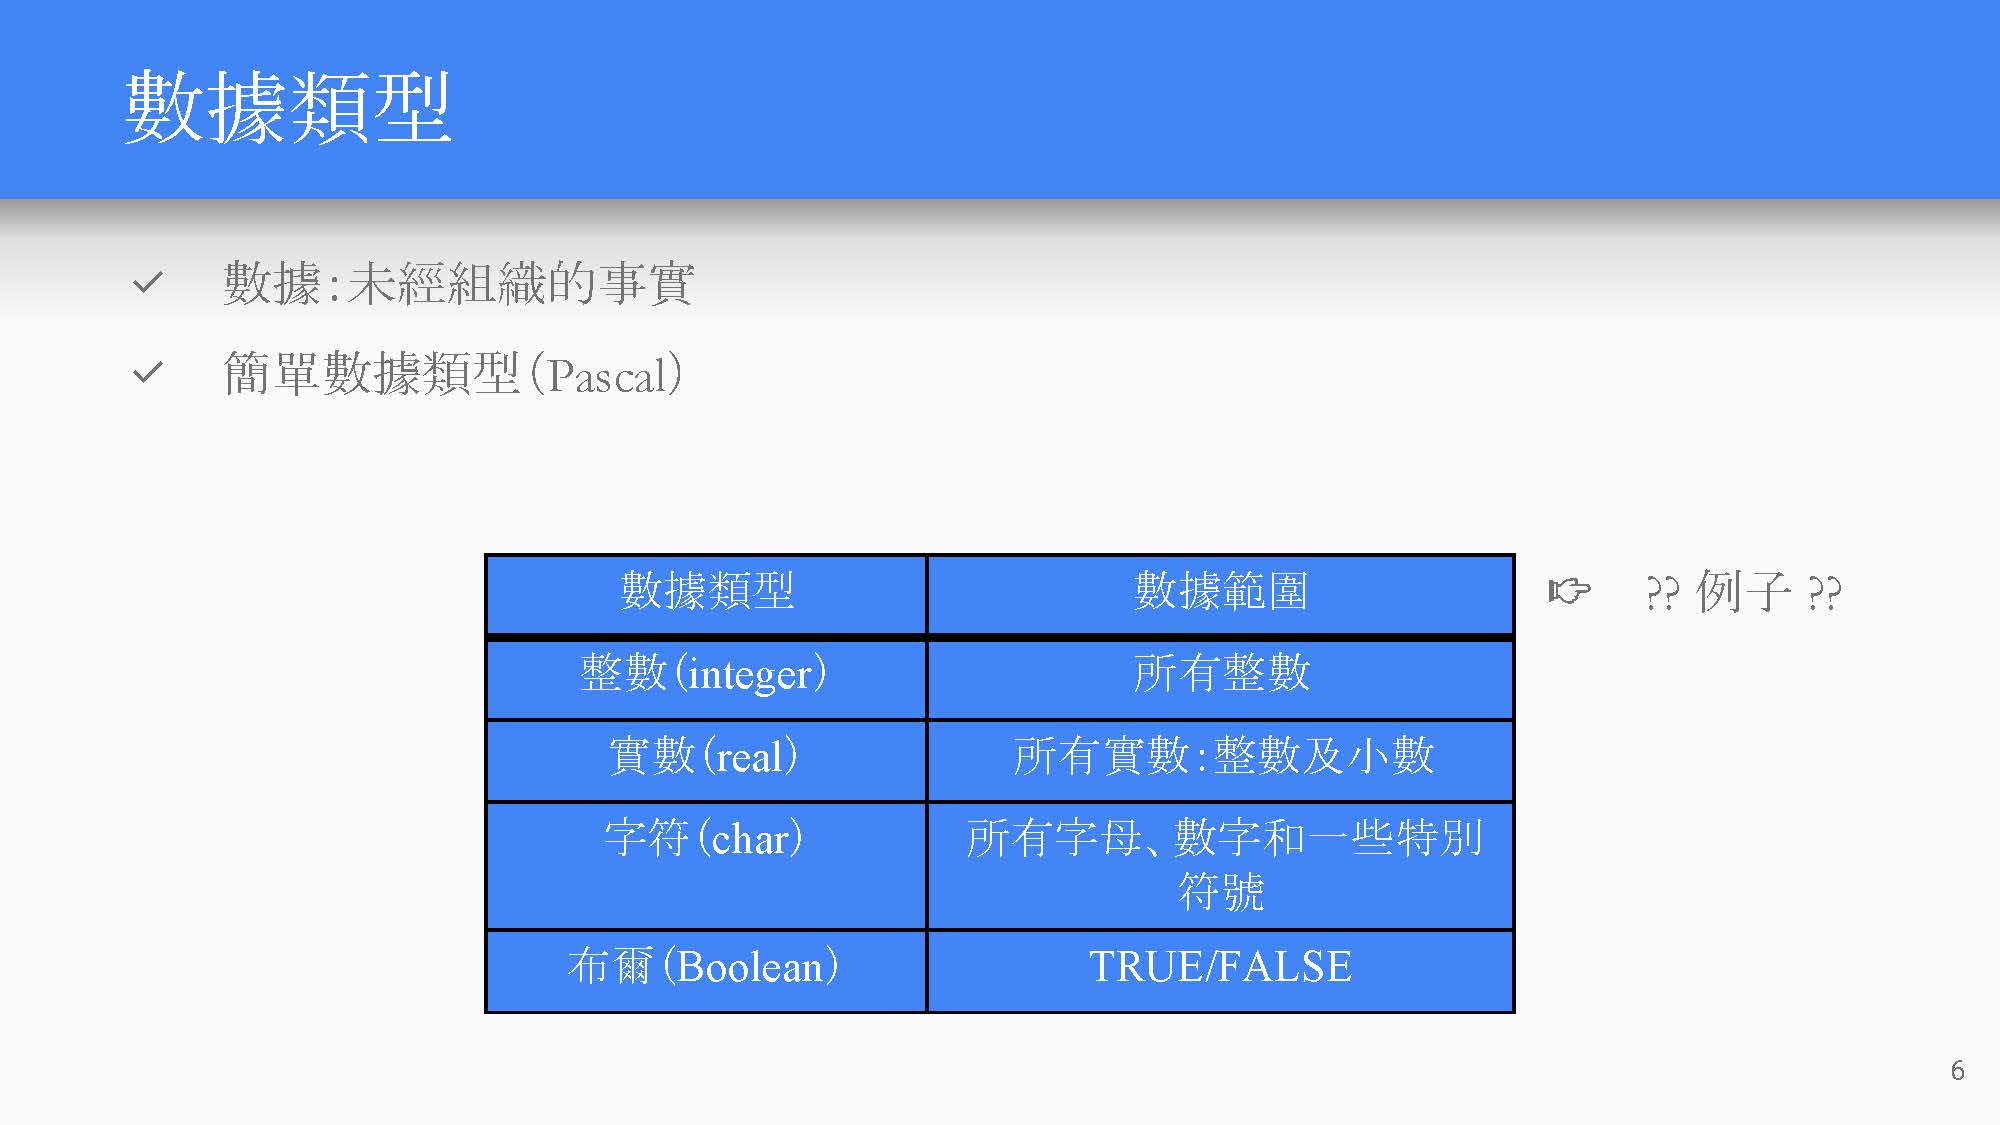 數據類型
✓ 數據：未經組織的事實
✓ 簡單數據類型（Pascal）
數據類型 數據範圍
整數（integer） 所有整數
實數（real） 所有實數：整數及小數
字符（char） 所有字母、數字和一些特別
符號
布爾（Boolean） TRUE/FALSE
☞ ?? 例子 ??
6